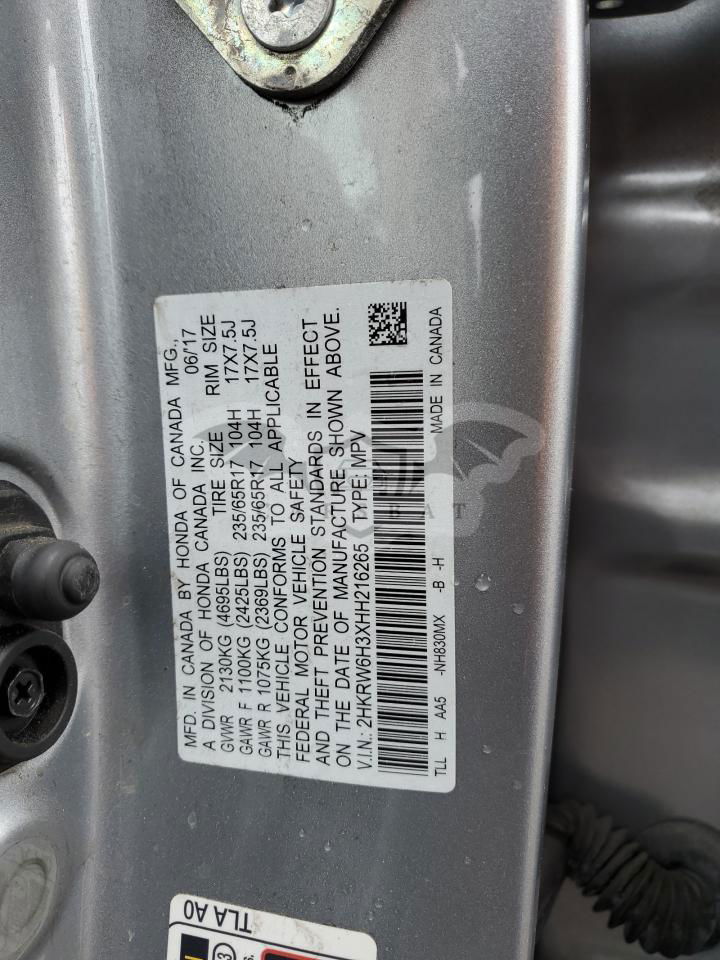 MFD. IN CANADA BY HONDA OF CANADA MFG.,
A DIVISION OF HONDA CANADA INC. 06/'17
GVWR 2130KG (4695LBS) TIRE SIZE RIM SIZE
GAWR F 1100KG (2425LBS) 235/65R17 104H 17X7.5J
GAWR R 1075KG (2369LBS) 235/65R17 104H 17X7.5J
THIS VEHICLE CONFORMS TO ALL APPLICABLE
FEDERAL MOTOR VEHICLE SAFETY
AND THEFT PREVENTION STANDARDS IN EFFECT
ON THE DATE OF MANUFACTURE SHOWN ABOVE.
V.I.N.: 2HKRW6H3XHH216265 TYPE: MPV
TLL H AA5 -NH830MX -B -H MADE IN CANADA
TLA A0
3